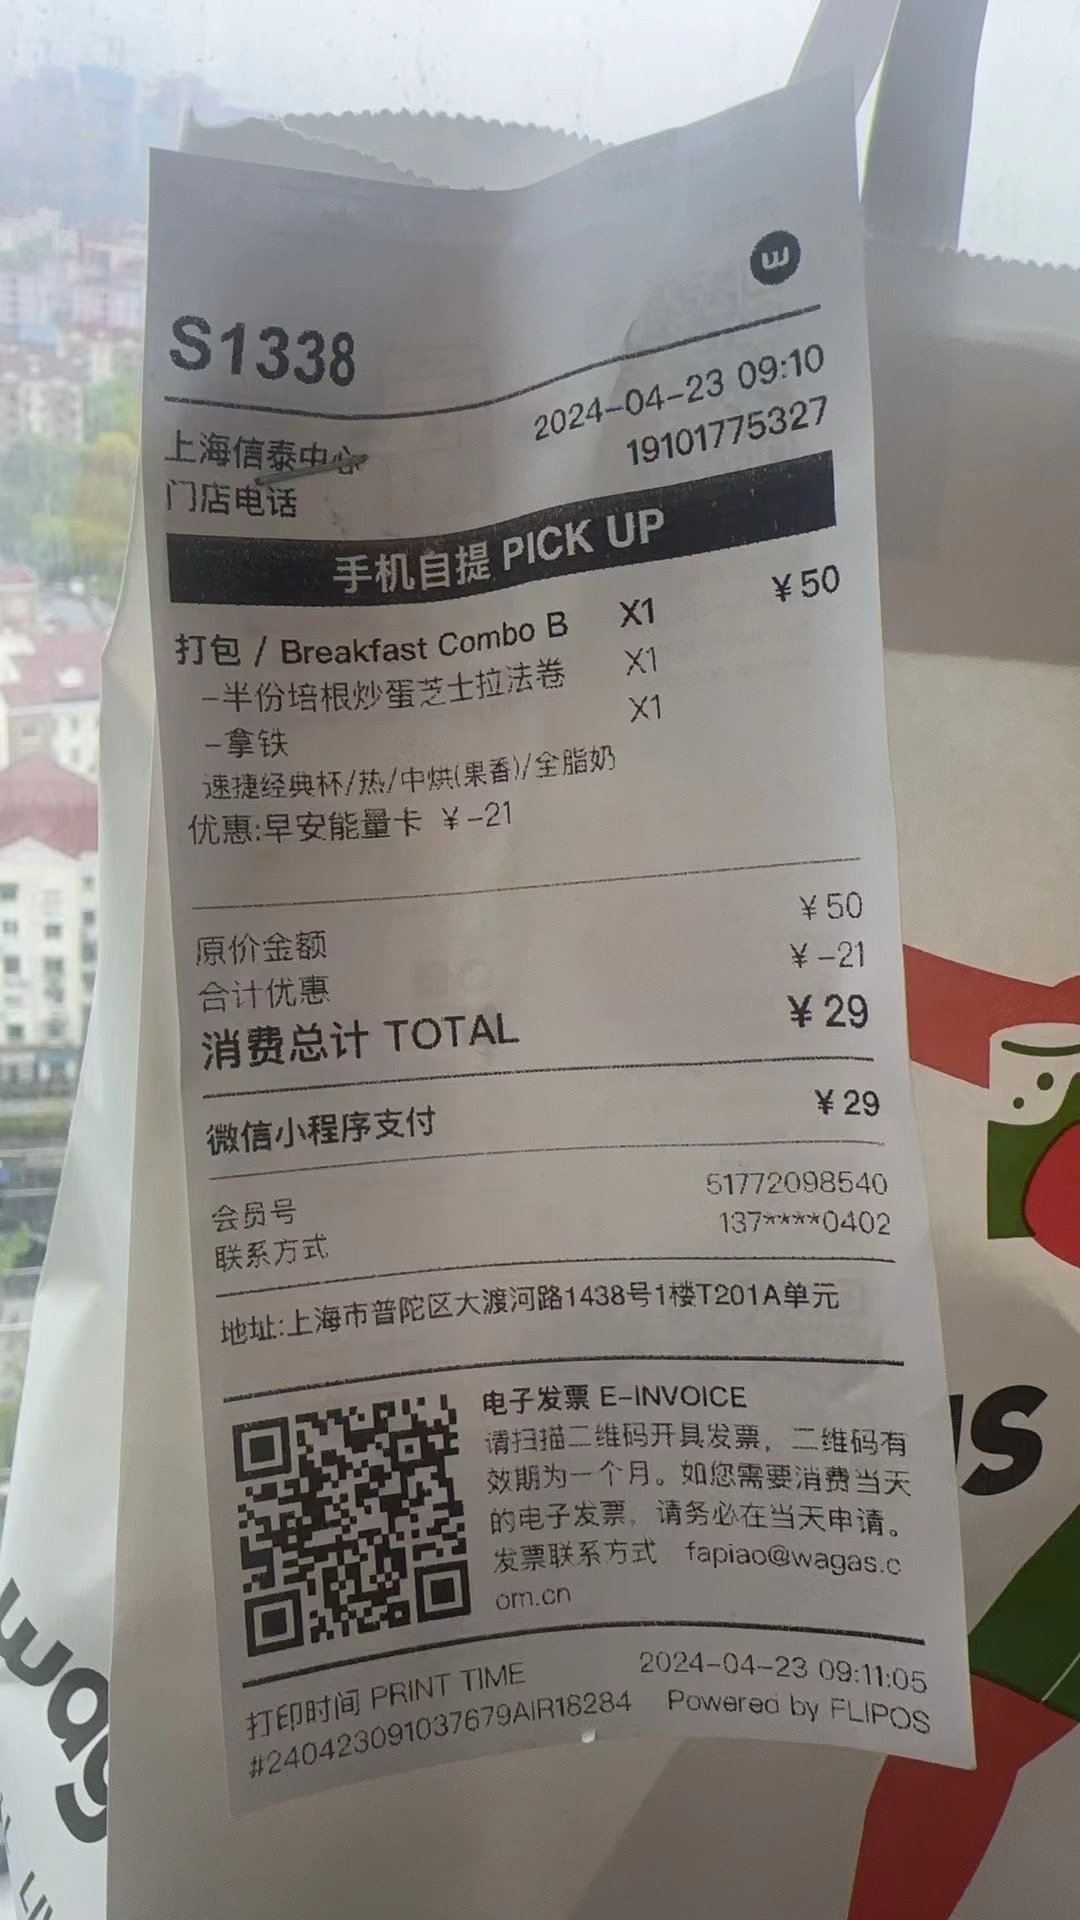 w
S1338
2024-04-23 09:10
上海信泰中心
19101775327
门店电话
手机自提 PICK UP
打包 / Breakfast Combo B X1 ¥50
-半份培根炒蛋芝士拉法卷 X1
-拿铁 X1
速捷经典杯/热/中烘(果香)/全脂奶
优惠:早安能量卡 ¥-21
原价金额 ¥50
合计优惠 ¥-21
消费总计 TOTAL ¥29
微信小程序支付 ¥29
会员号 51772098540
联系方式 137****0402
地址:上海市普陀区大渡河路1438号1楼T201A单元
电子发票 E-INVOICE
请扫描二维码开具发票，二维码有
效期为一个月。如您需要消费当天
的电子发票，请务必在当天申请。
发票联系方式 fapiao@wagas.c
om.cn
打印时间 PRINT TIME 2024-04-23 09:11:05
#240423091037679AIR18284 Powered by FLIPOS
as
wag